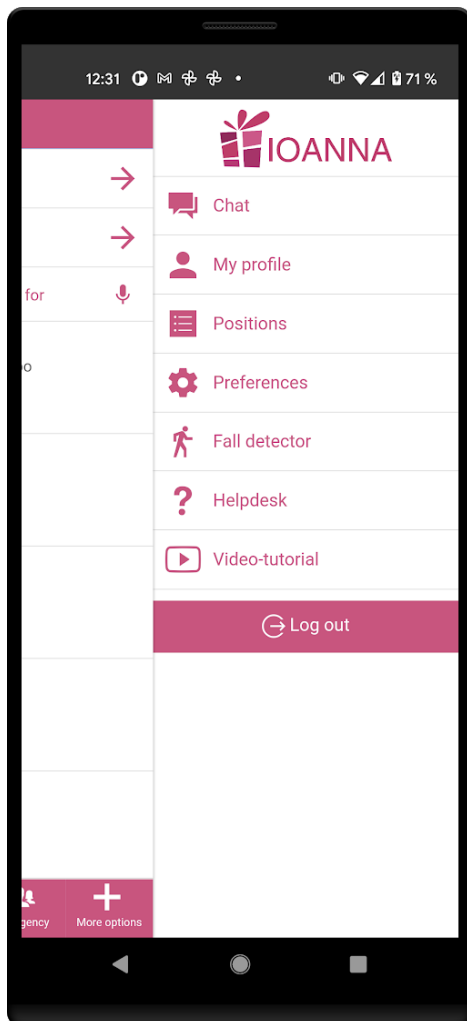 12:31
71 %
IOANNA
Chat
My profile
for
Positions
Preferences
Fall detector
Helpdesk
Video-tutorial
Log out
gency
More options